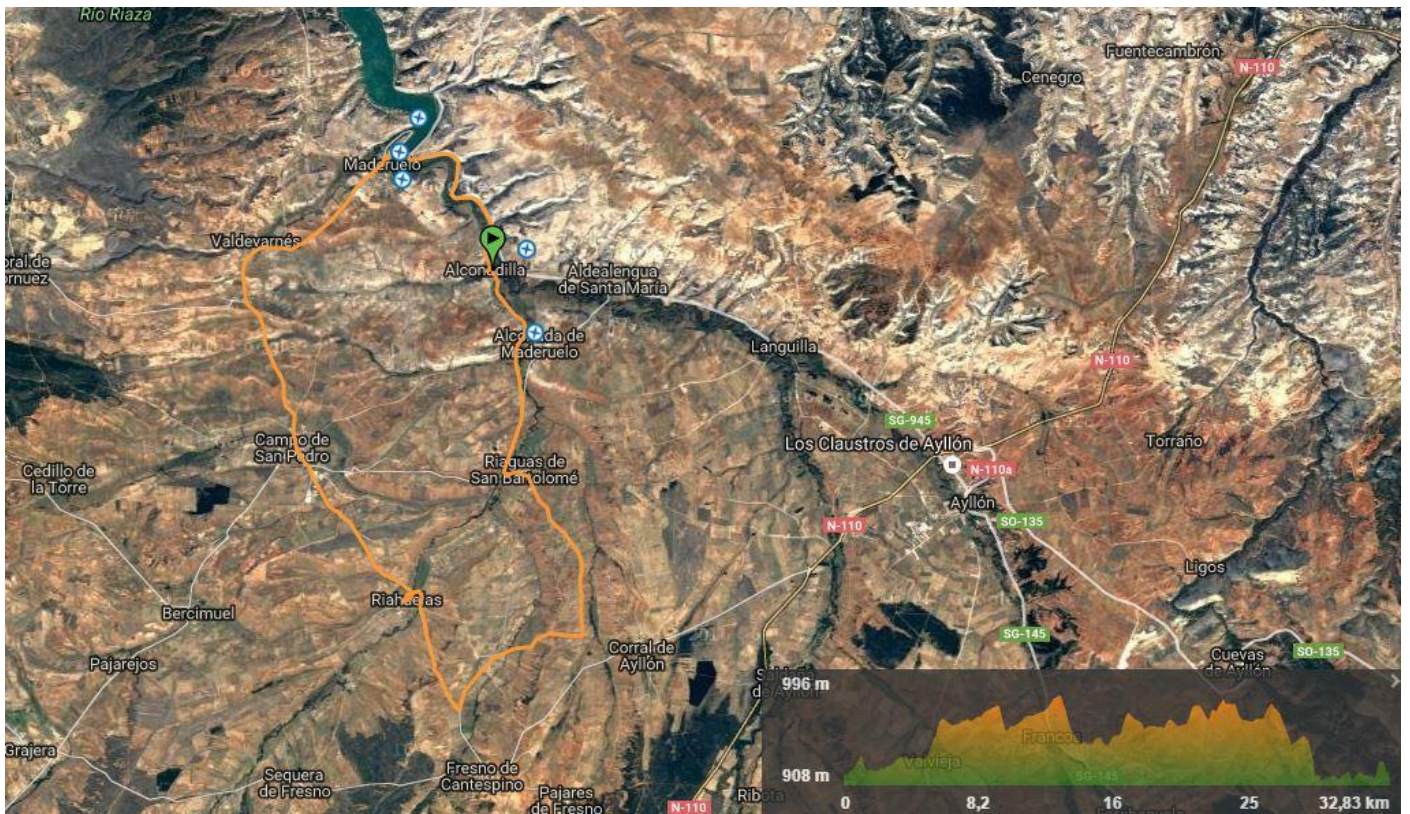 Río Riaza
Fuentecambrón
N-110
Cenegro
Maderuelo
Valdevarnés
oral de
ornuez
Alconadilla
Aldealengua
de Santa María
Alconada de
Maderuelo
Languilla
N-110
SG-945
Campo de
San Pedro
Los Claustros de Ayllón
Torraño
Cedillo de
la Torre
Riaguas de
San Bartolomé
N-110a
Ayllón
N-110
SO-135
Ligos
Riahuelas
Bercimuel
SG-145
Pajarejos
Corral de
Ayllón
Cuevas
de Ayllón
SO-135
996 m
Grajera
Francos
Valvieja
Sequera
de Fresno
Fresno de
Cantespino
908 m
SG-145
Pajares
de Fresno
Ribota
N-110
0
8,2
16
25
32,83 km